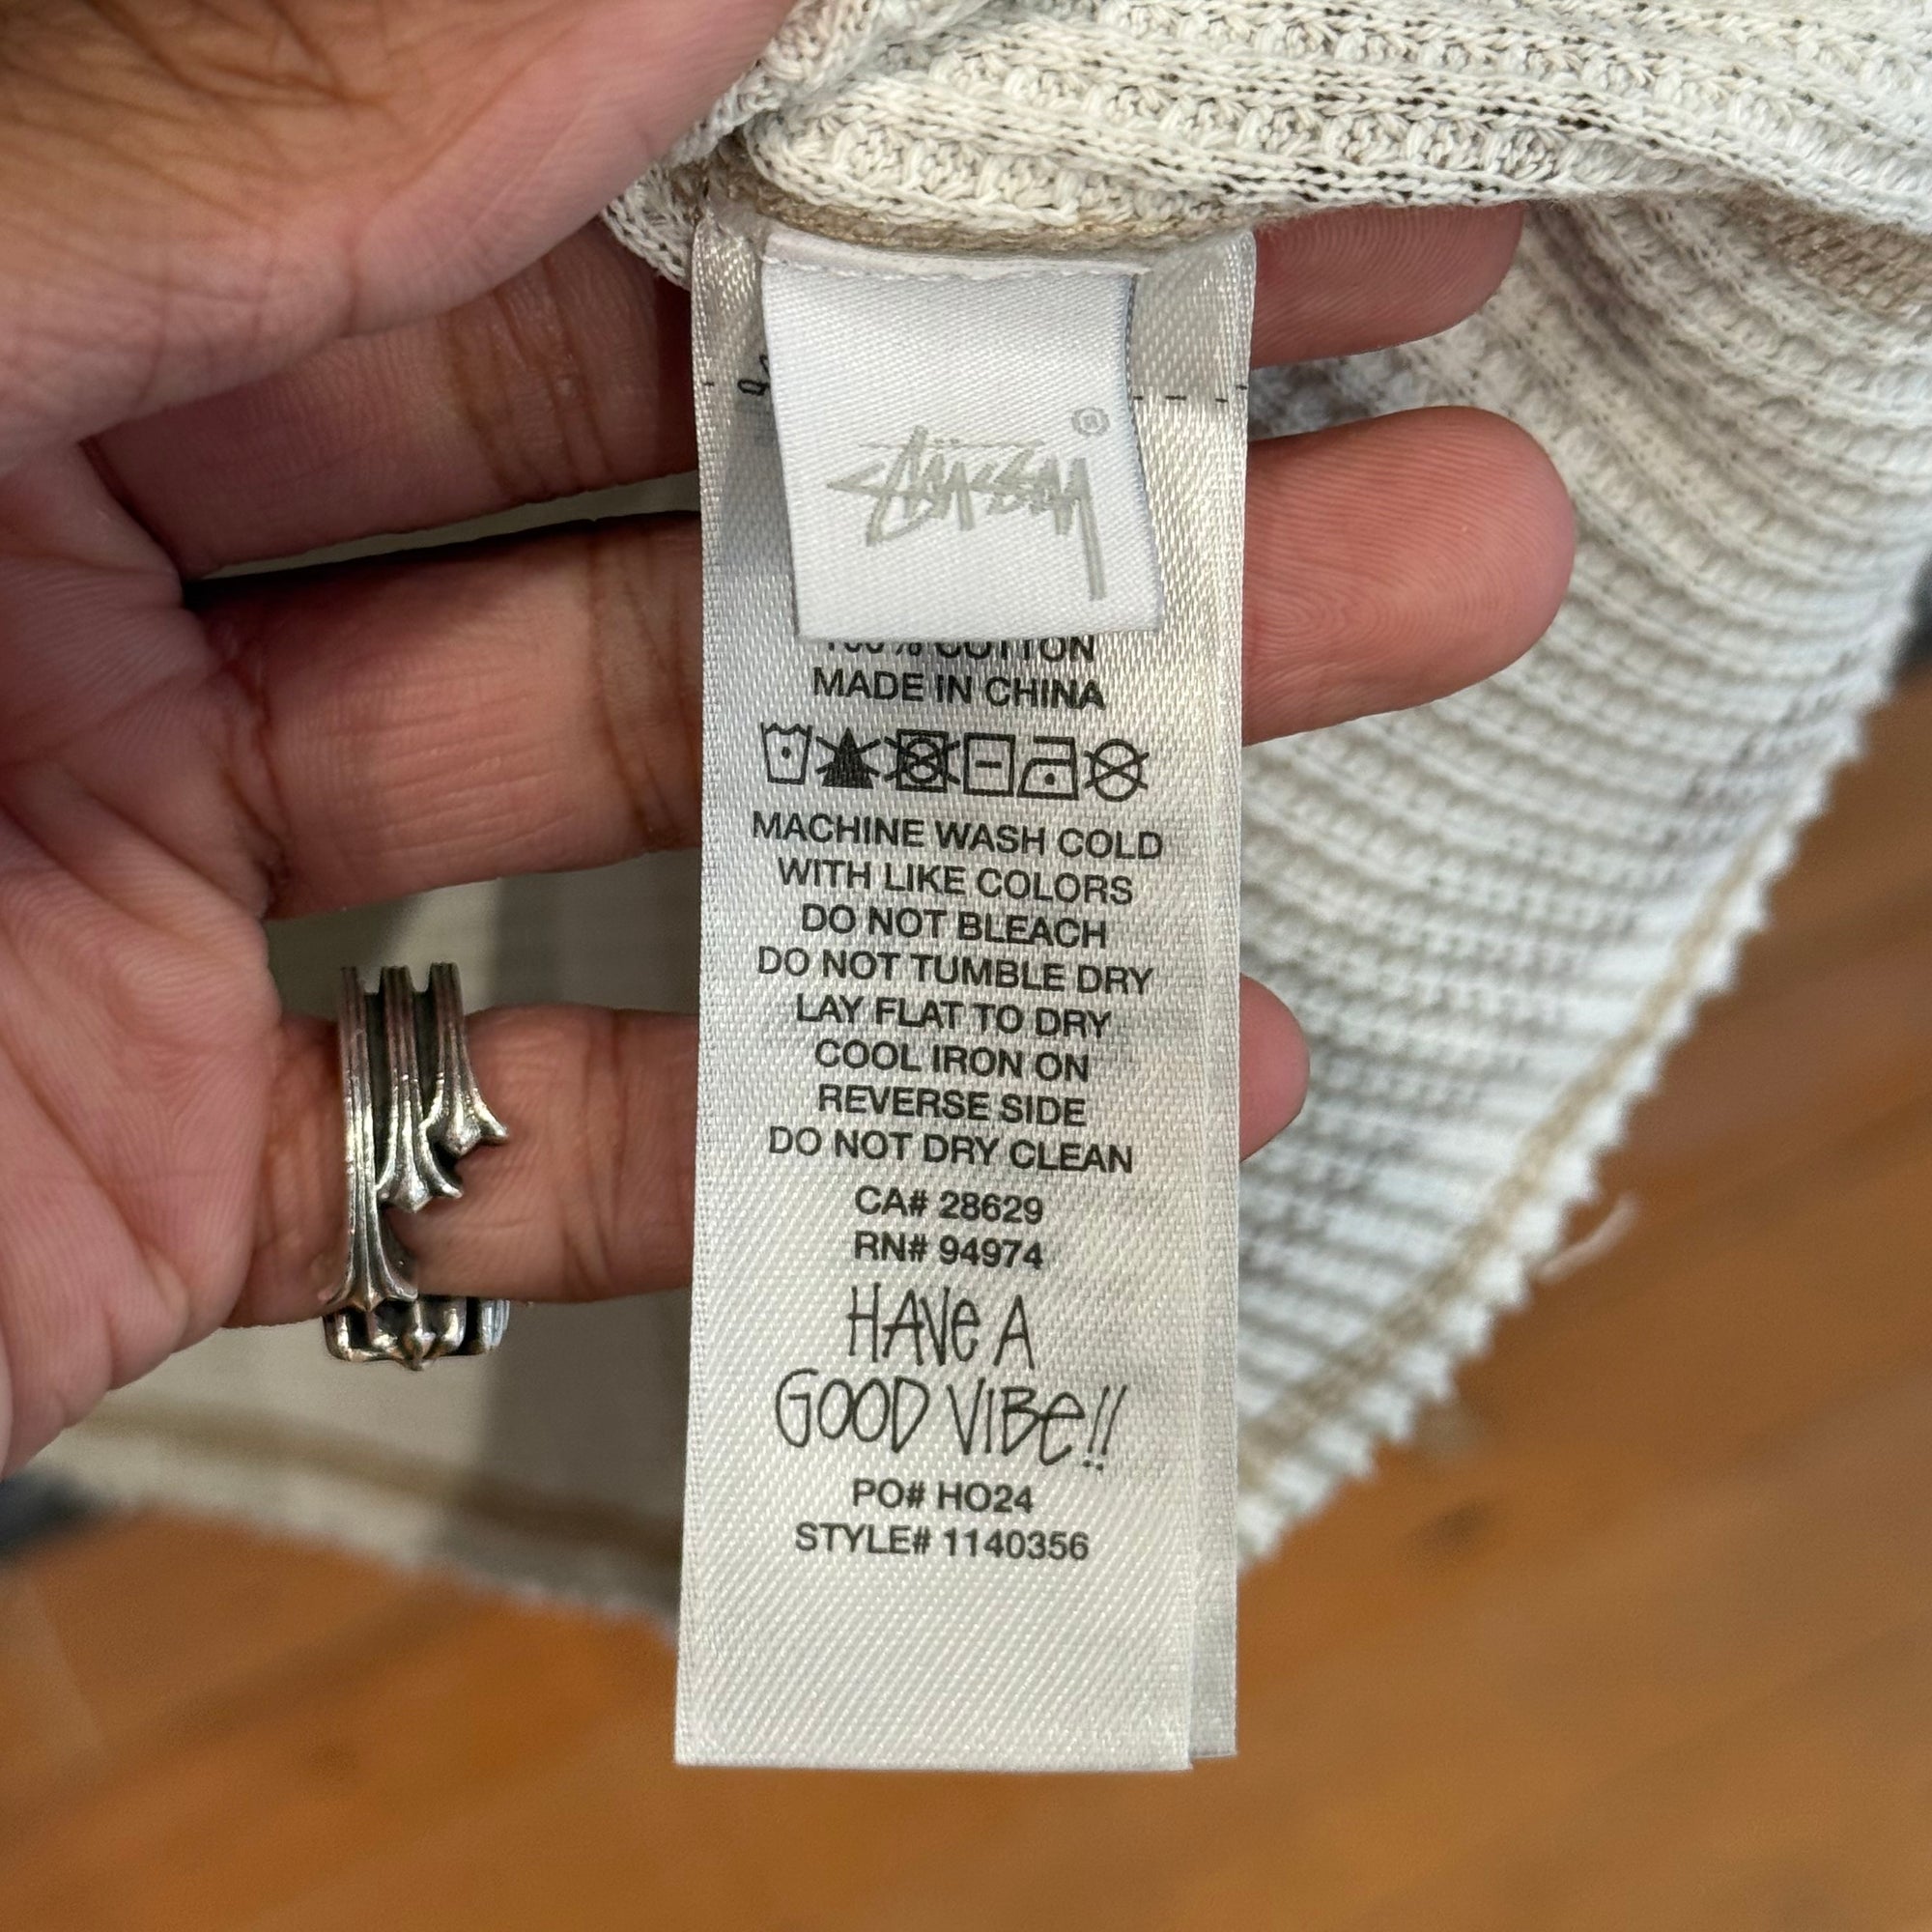 Stüssy®
100% COTTON
MADE IN CHINA
MACHINE WASH COLD
WITH LIKE COLORS
DO NOT BLEACH
DO NOT TUMBLE DRY
LAY FLAT TO DRY
COOL IRON ON
REVERSE SIDE
DO NOT DRY CLEAN
CA# 28629
RN# 94974
HAVE A
GOOD VIBE!!
PO# HO24
STYLE# 1140356